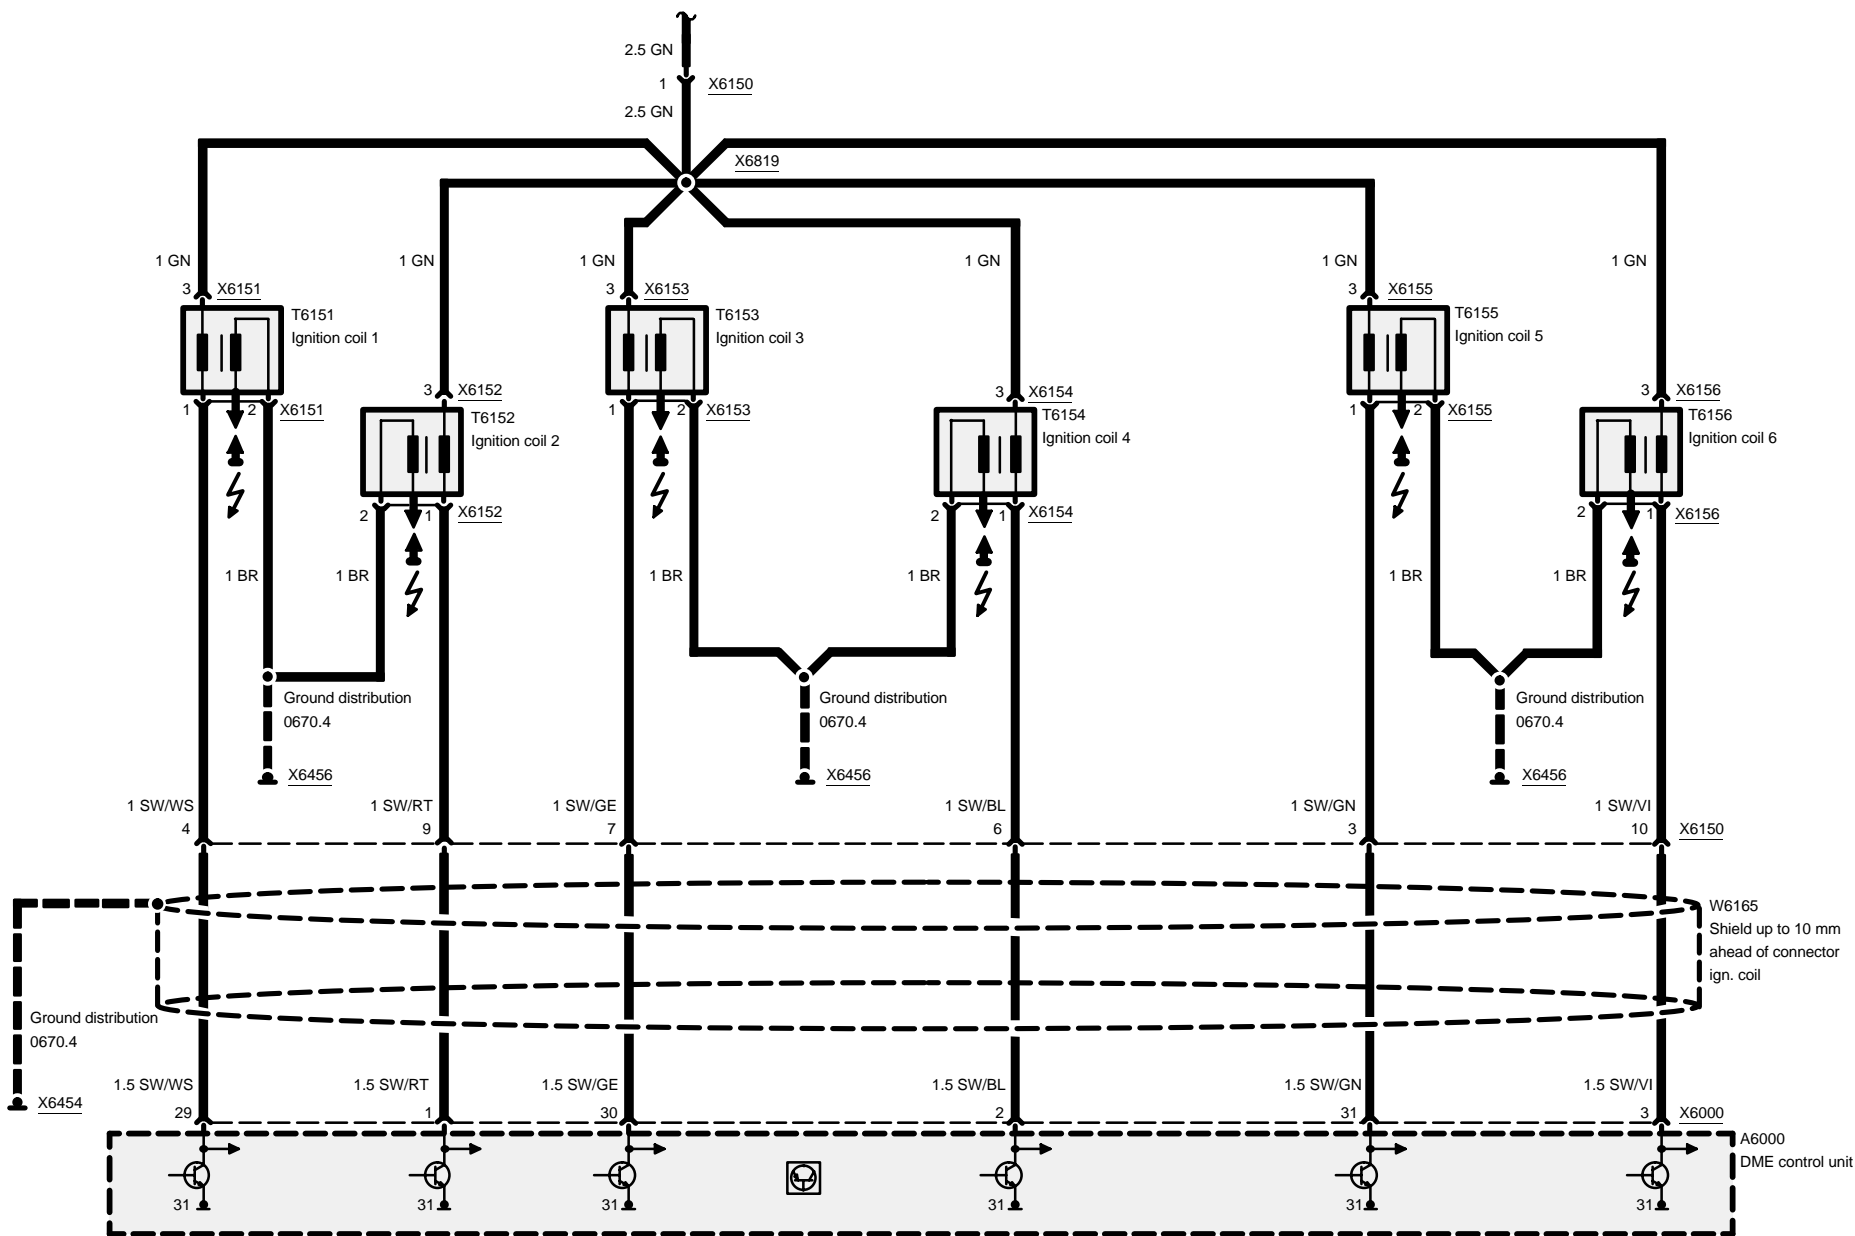 2.5 GN
1 X6150
2.5 GN
X6819
1 GN 1 GN 1 GN 1 GN 1 GN 1 GN
3 X6151
T6151
Ignition coil 1
1 2 X6151
3 X6152
T6152
Ignition coil 2
2 1 X6152
3 X6153
T6153
Ignition coil 3
1 2 X6153
3 X6154
T6154
Ignition coil 4
2 1 X6154
3 X6155
T6155
Ignition coil 5
1 2 X6155
3 X6156
T6156
Ignition coil 6
2 1 X6156
1 BR 1 BR 1 BR 1 BR 1 BR 1 BR
Ground distribution
0670.4
X6456
Ground distribution
0670.4
X6456
Ground distribution
0670.4
X6456
1 SW/WS 1 SW/RT 1 SW/GE 1 SW/BL 1 SW/GN 1 SW/VI
4 9 7 6 3 10 X6150
W6165
Shield up to 10 mm
ahead of connector
ign. coil
Ground distribution
0670.4
X6454
1.5 SW/WS 1.5 SW/RT 1.5 SW/GE 1.5 SW/BL 1.5 SW/GN 1.5 SW/VI
29 1 30 2 31 3 X6000
A6000
DME control unit
31 31 31 31 31 31